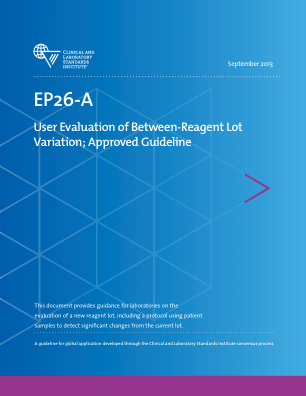 CLINICAL AND
LABORATORY
STANDARDS
INSTITUTE®
September 2013
EP26-A
User Evaluation of Between-Reagent Lot
Variation; Approved Guideline
This document provides guidance for laboratories on the
evaluation of a new reagent lot, including a protocol using patient
samples to detect significant changes from the current lot.
A guideline for global application developed through the Clinical and Laboratory Standards Institute consensus process.